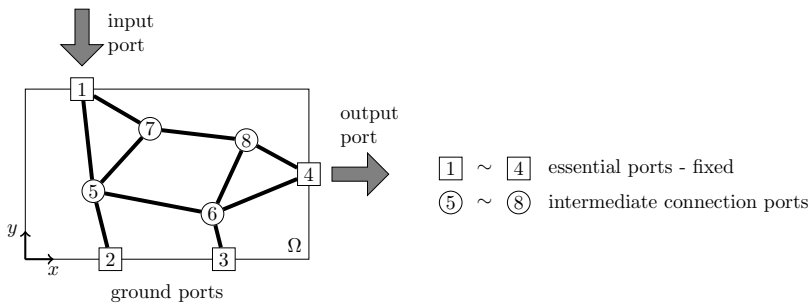 input
port
1
output
port
7
8
4
1 ~ 4 essential ports - fixed
5
5 ~ 8 intermediate connection ports
6
y
Ω
x
2
3
ground ports